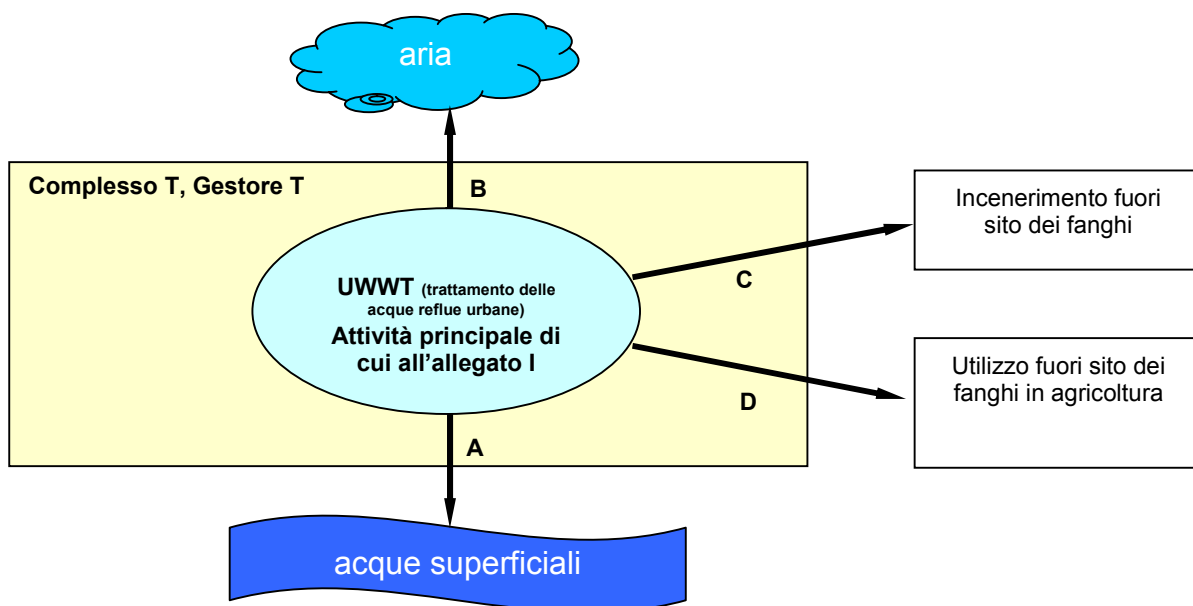 aria
Complesso T, Gestore T
B
Incenerimento fuori
sito dei fanghi
C
UWWT (trattamento delle
acque reflue urbane)
Attività principale di
cui all'allegato I
Utilizzo fuori sito dei
fanghi in agricoltura
D
A
acque superficiali